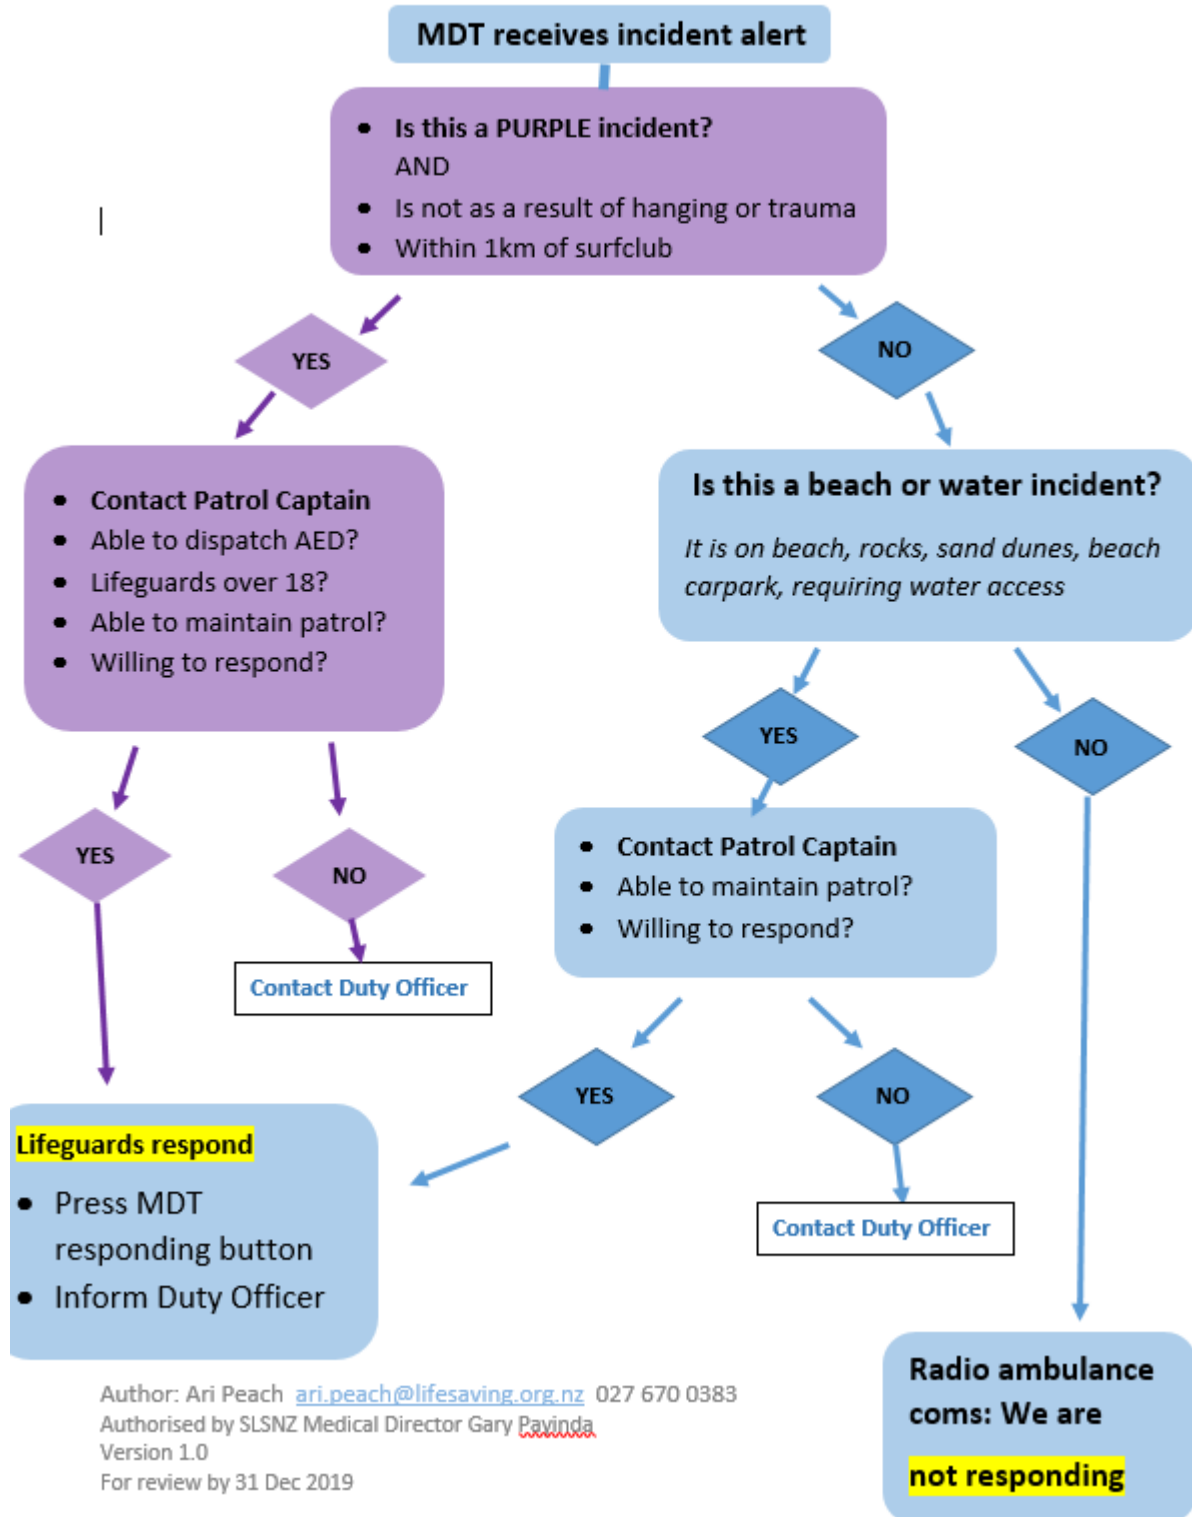 MDT receives incident alert
• Is this a PURPLE incident?
AND
• Is not as a result of hanging or trauma
• Within 1km of surfclub
YES
NO
• Contact Patrol Captain
• Able to dispatch AED?
• Lifeguards over 18?
• Able to maintain patrol?
• Willing to respond?
Is this a beach or water incident?
It is on beach, rocks, sand dunes, beach
carpark, requiring water access
YES
NO
YES
NO
• Contact Patrol Captain
• Able to maintain patrol?
• Willing to respond?
Contact Duty Officer
YES
NO
Lifeguards respond
• Press MDT
responding button
• Inform Duty Officer
Contact Duty Officer
Radio ambulance
coms: We are
not responding
Author: Ari Peach ari.peach@lifesaving.org.nz 027 670 0383
Authorised by SLSNZ Medical Director Gary Payinda
Version 1.0
For review by 31 Dec 2019